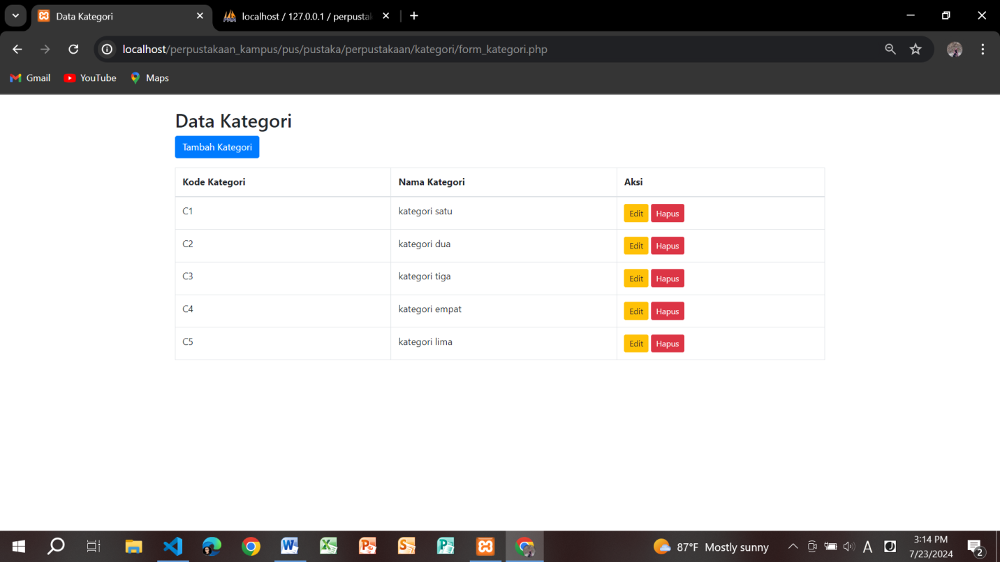 Data Kategori
localhost / 127.0.0.1 / perpustak
localhost/perpustakaan_kampus/pus/pustaka/perpustakaan/kategori/form_kategori.php
Gmail YouTube Maps
Data Kategori
Tambah Kategori
Kode Kategori Nama Kategori Aksi
C1 kategori satu Edit Hapus
C2 kategori dua Edit Hapus
C3 kategori tiga Edit Hapus
C4 kategori empat Edit Hapus
C5 kategori lima Edit Hapus
87°F Mostly sunny
A
3:14 PM
7/23/2024
2